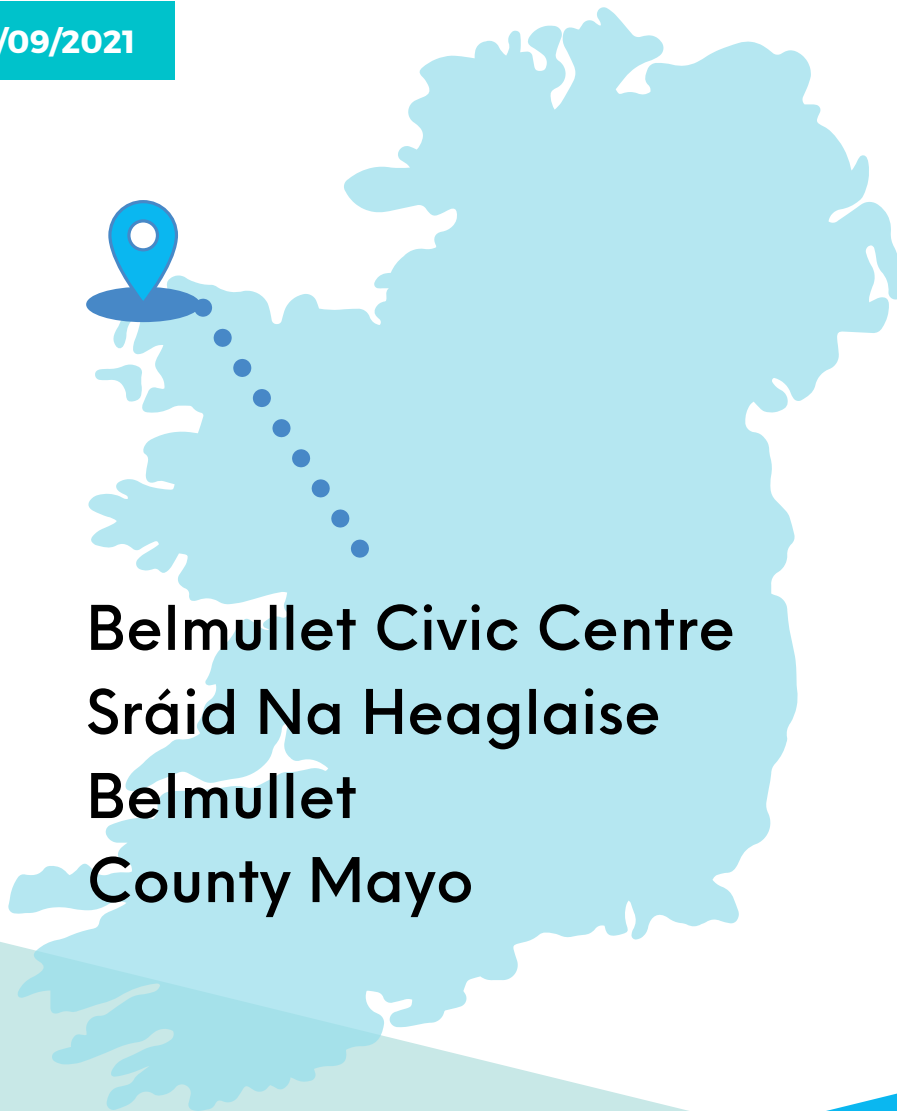 /09/2021
Belmullet Civic Centre
Sráid Na Heaglaise
Belmullet
County Mayo